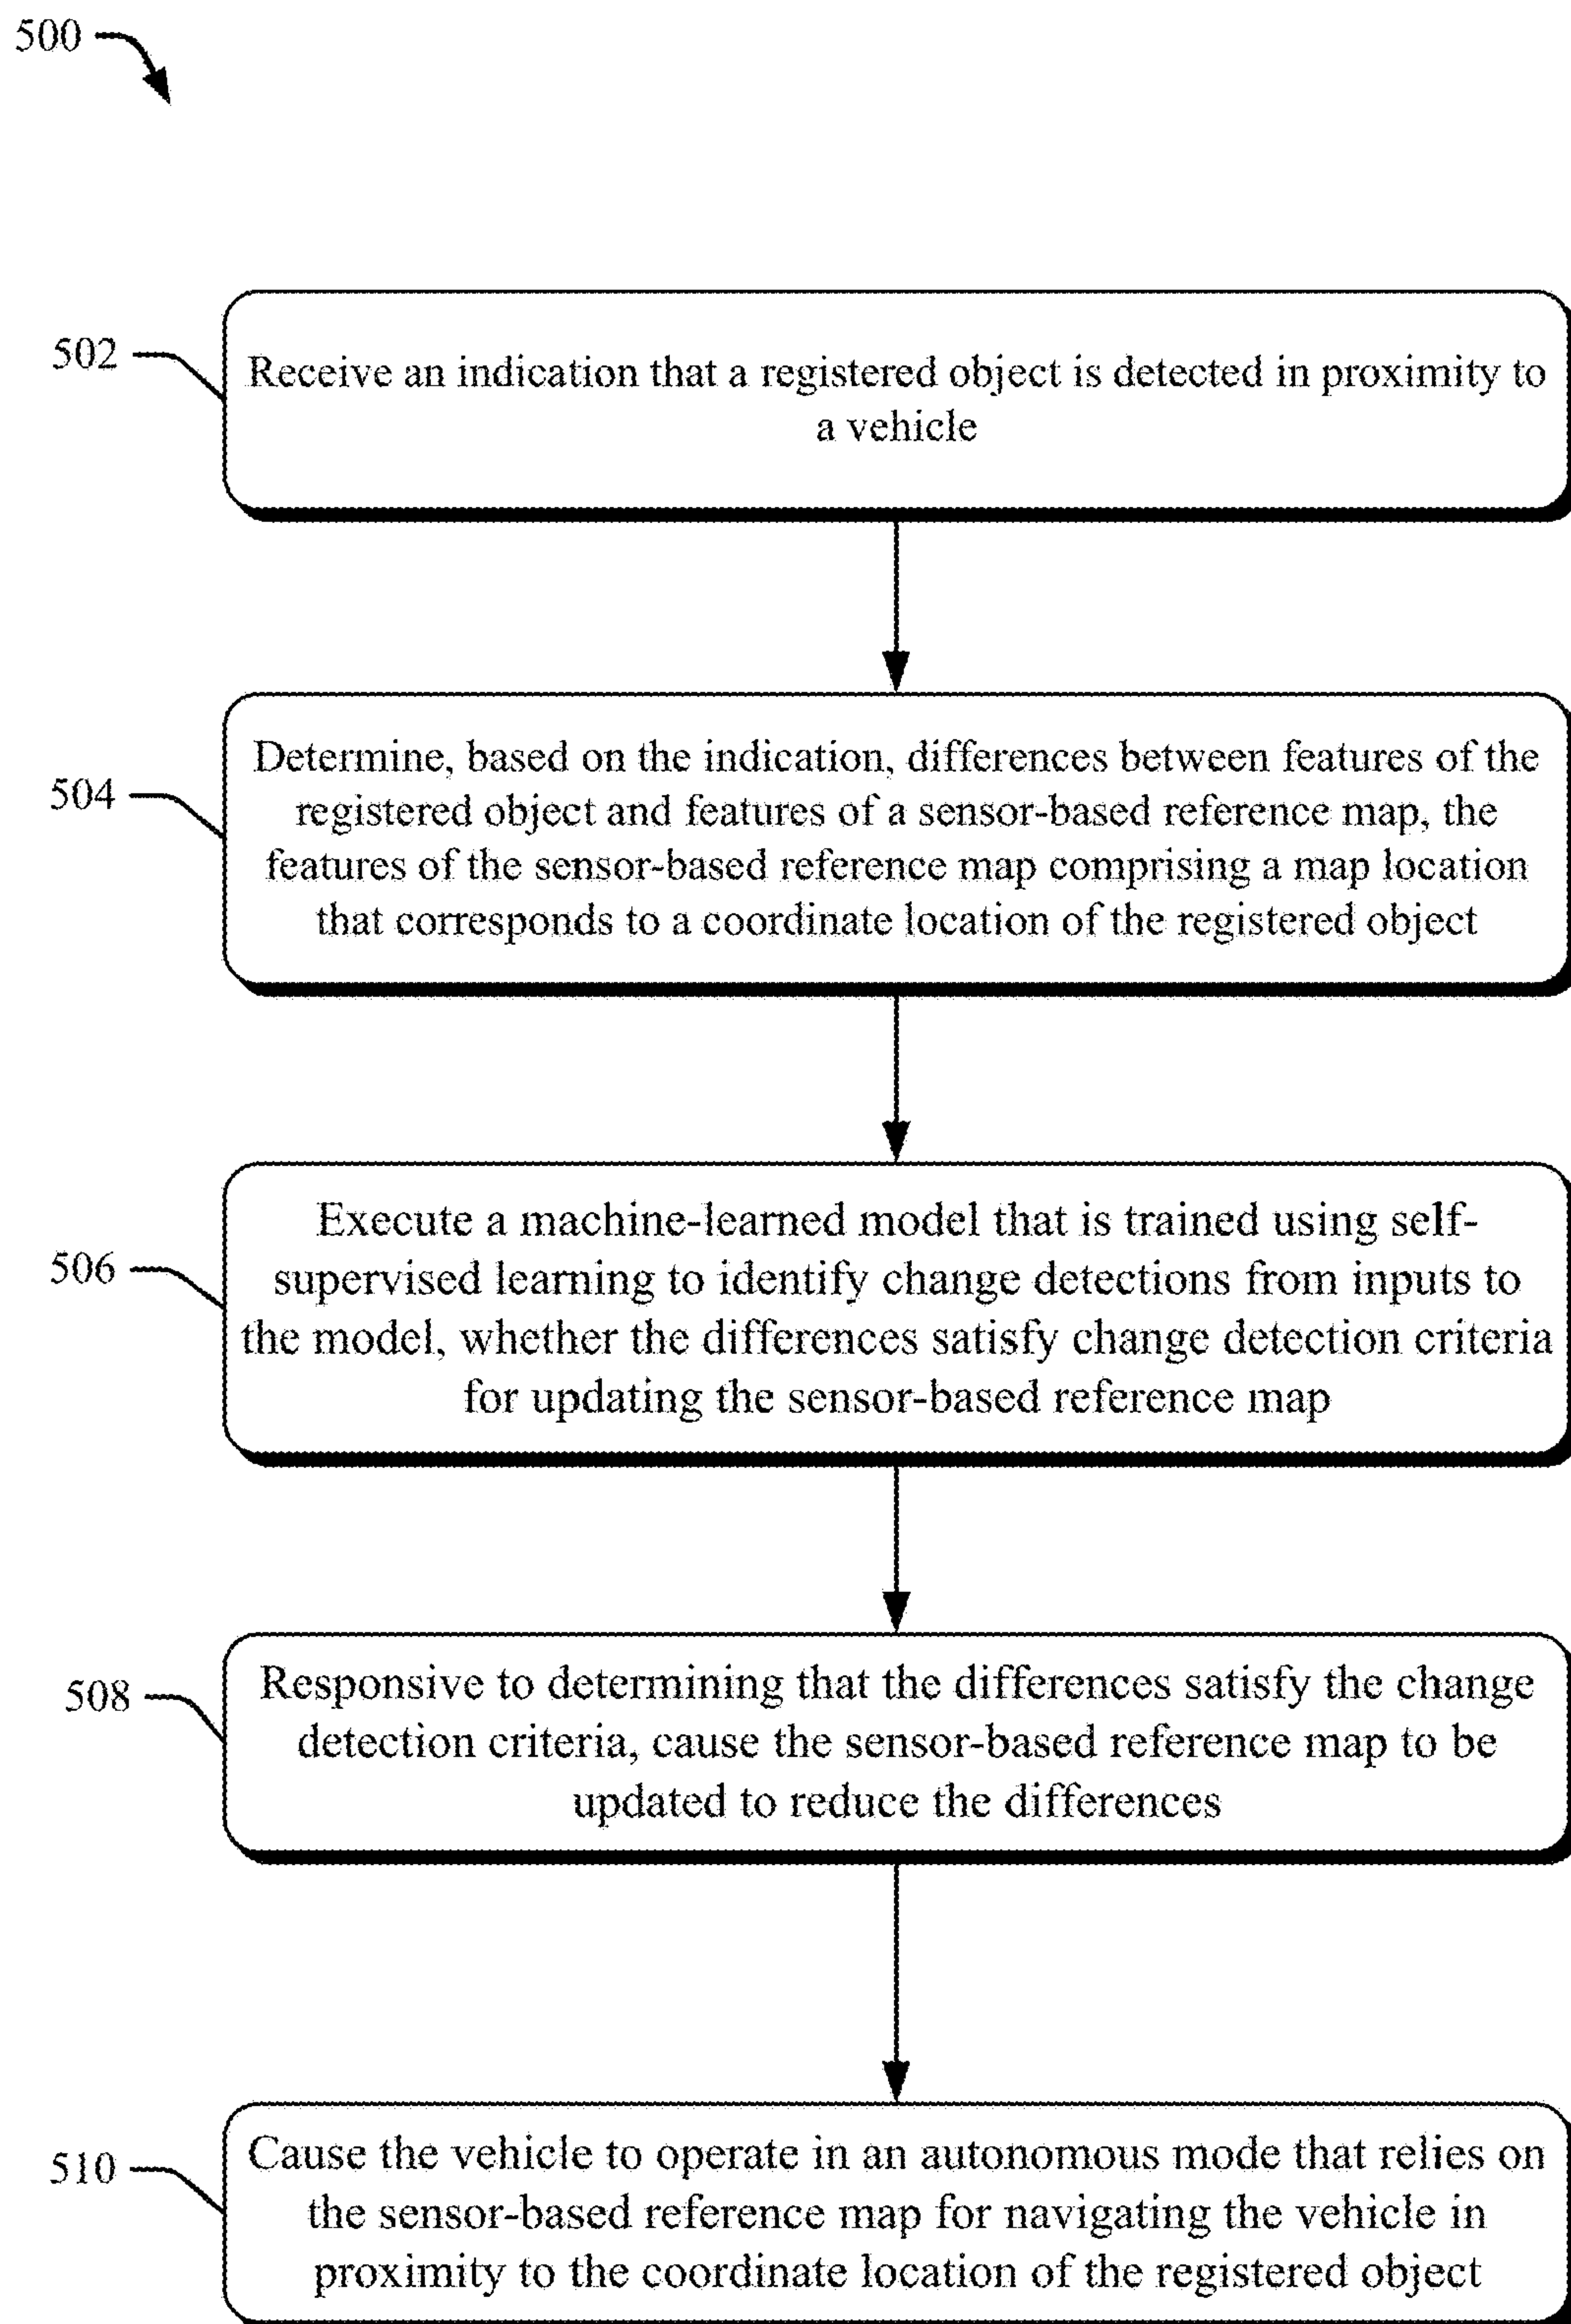 500
502
Receive an indication that a registered object is detected in proximity to
a vehicle
504
Determine, based on the indication, differences between features of the
registered object and features of a sensor-based reference map, the
features of the sensor-based reference map comprising a map location
that corresponds to a coordinate location of the registered object
506
Execute a machine-learned model that is trained using self-
supervised learning to identify change detections from inputs to
the model, whether the differences satisfy change detection criteria
for updating the sensor-based reference map
508
Responsive to determining that the differences satisfy the change
detection criteria, cause the sensor-based reference map to be
updated to reduce the differences
510
Cause the vehicle to operate in an autonomous mode that relies on
the sensor-based reference map for navigating the vehicle in
proximity to the coordinate location of the registered object